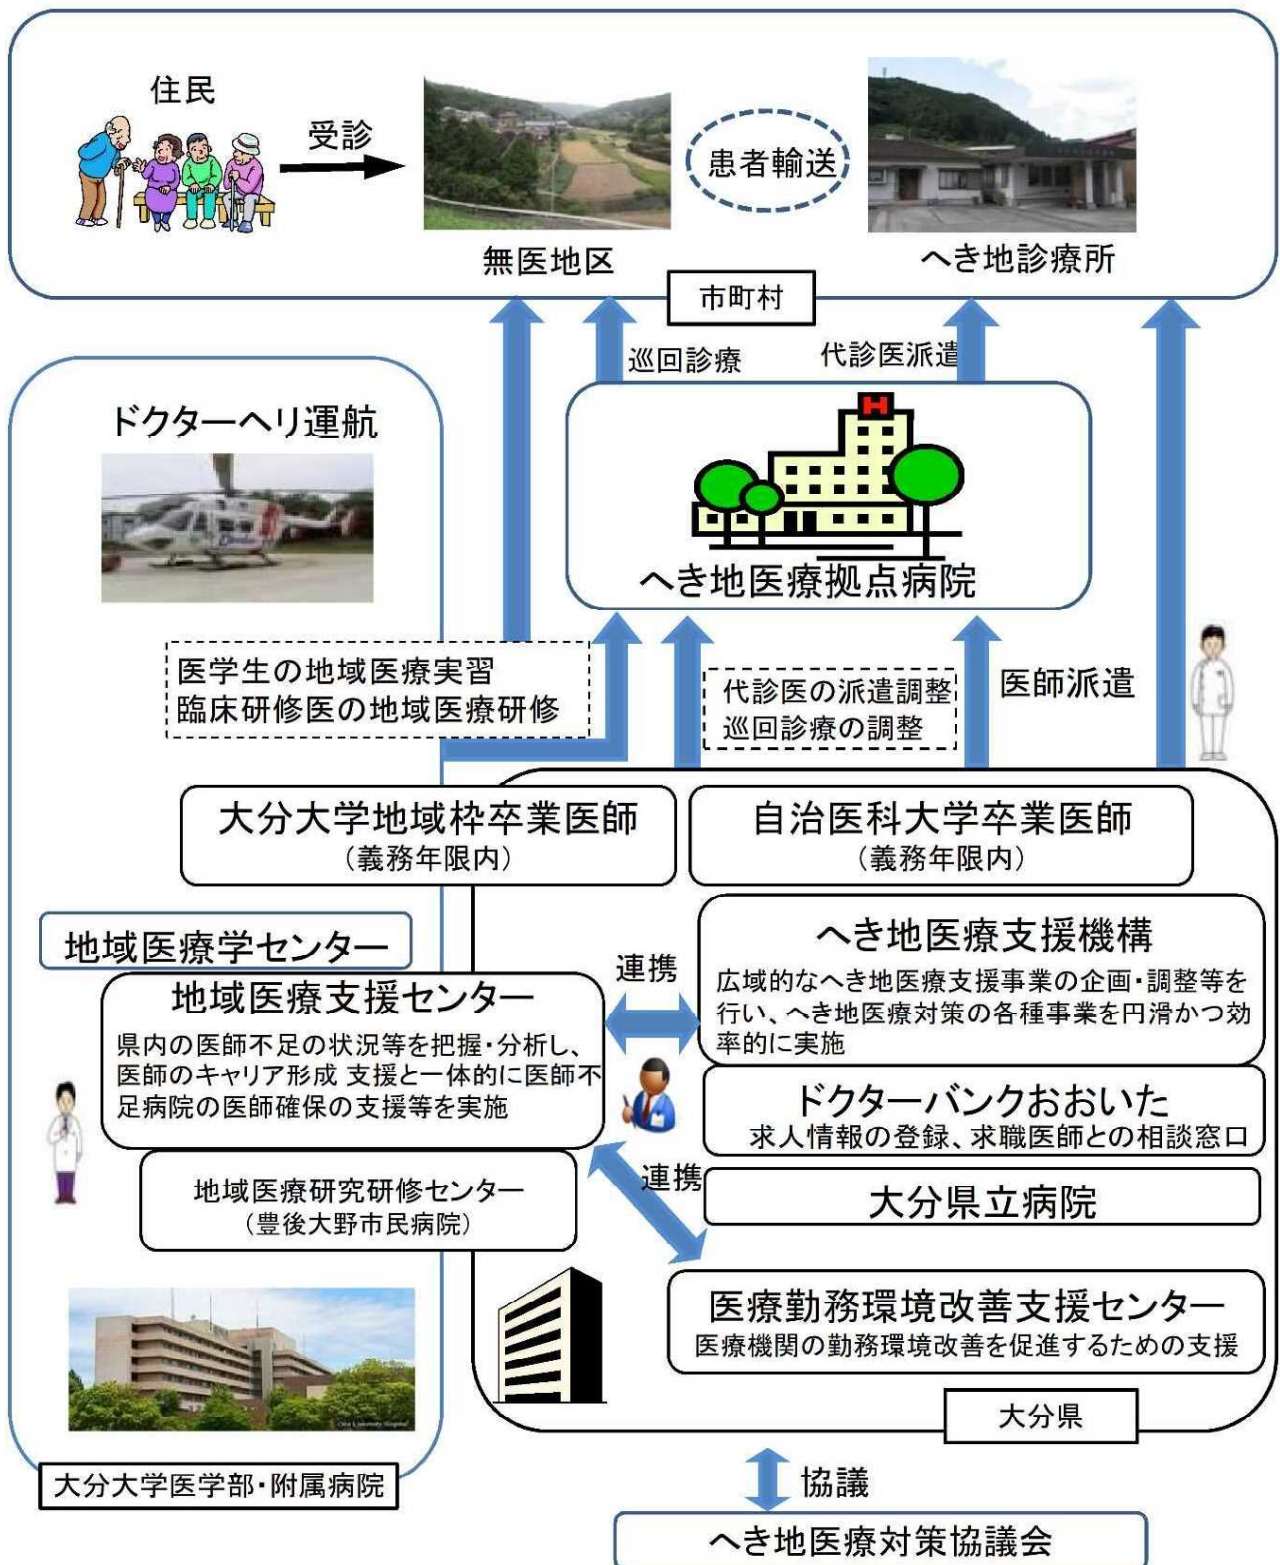 住民
受診
患者輸送
無医地区
へき地診療所
市町村
巡回診療
代診医派遣
ドクターヘリ運航
H
へき地医療拠点病院
医学生の地域医療実習
臨床研修医の地域医療研修
代診医の派遣調整
巡回診療の調整
医師派遣
大分大学地域枠卒業医師
（義務年限内）
自治医科大学卒業医師
（義務年限内）
地域医療学センター
地域医療支援センター
県内の医師不足の状況等を把握・分析し、
医師のキャリア形成 支援と一体的に医師不
足病院の医師確保の支援等を実施
連携
へき地医療支援機構
広域的なへき地医療支援事業の企画・調整等を
行い、へき地医療対策の各種事業を円滑かつ効
率的に実施
ドクターバンクおおいた
求人情報の登録、求職医師との相談窓口
地域医療研究研修センター
（豊後大野市民病院）
連携
大分県立病院
医療勤務環境改善支援センター
医療機関の勤務環境改善を促進するための支援
大分県
Oita University Hospital
大分大学医学部・附属病院
協議
へき地医療対策協議会